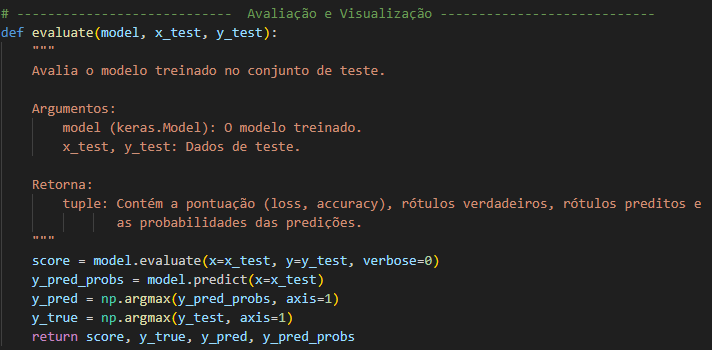 # ----------------------------  Avaliação e Visualização ----------------------------
def evaluate(model, x_test, y_test):
    """
    Avalia o modelo treinado no conjunto de teste.

    Argumentos:
        model (keras.Model): O modelo treinado.
        x_test, y_test: Dados de teste.

    Retorna:
        tuple: Contém a pontuação (loss, accuracy), rótulos verdadeiros, rótulos preditos e
               as probabilidades das predições.
    """
    score = model.evaluate(x=x_test, y=y_test, verbose=0)
    y_pred_probs = model.predict(x=x_test)
    y_pred = np.argmax(y_pred_probs, axis=1)
    y_true = np.argmax(y_test, axis=1)
    return score, y_true, y_pred, y_pred_probs